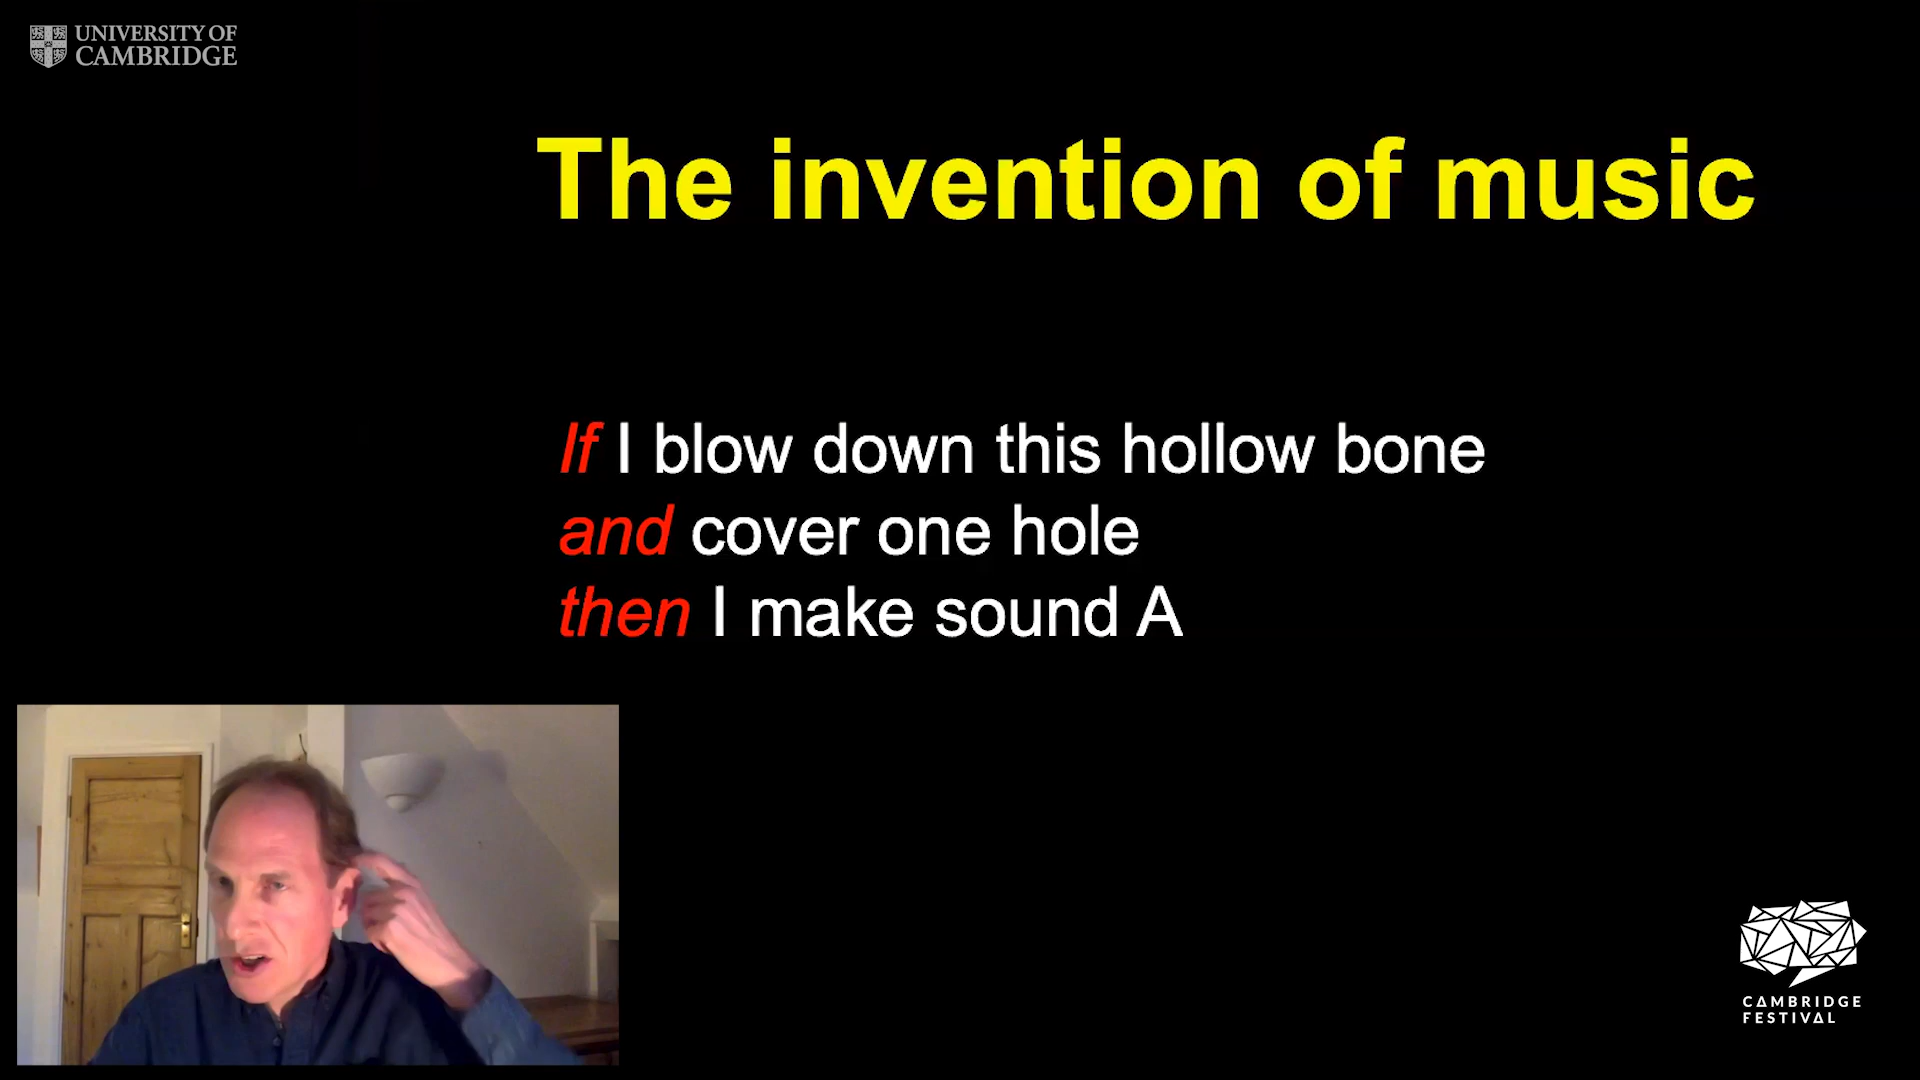 UNIVERSITY OF
CAMBRIDGE
The invention of music
If I blow down this hollow bone
and cover one hole
then I make sound A
CAMBRIDGE
FESTIVAL